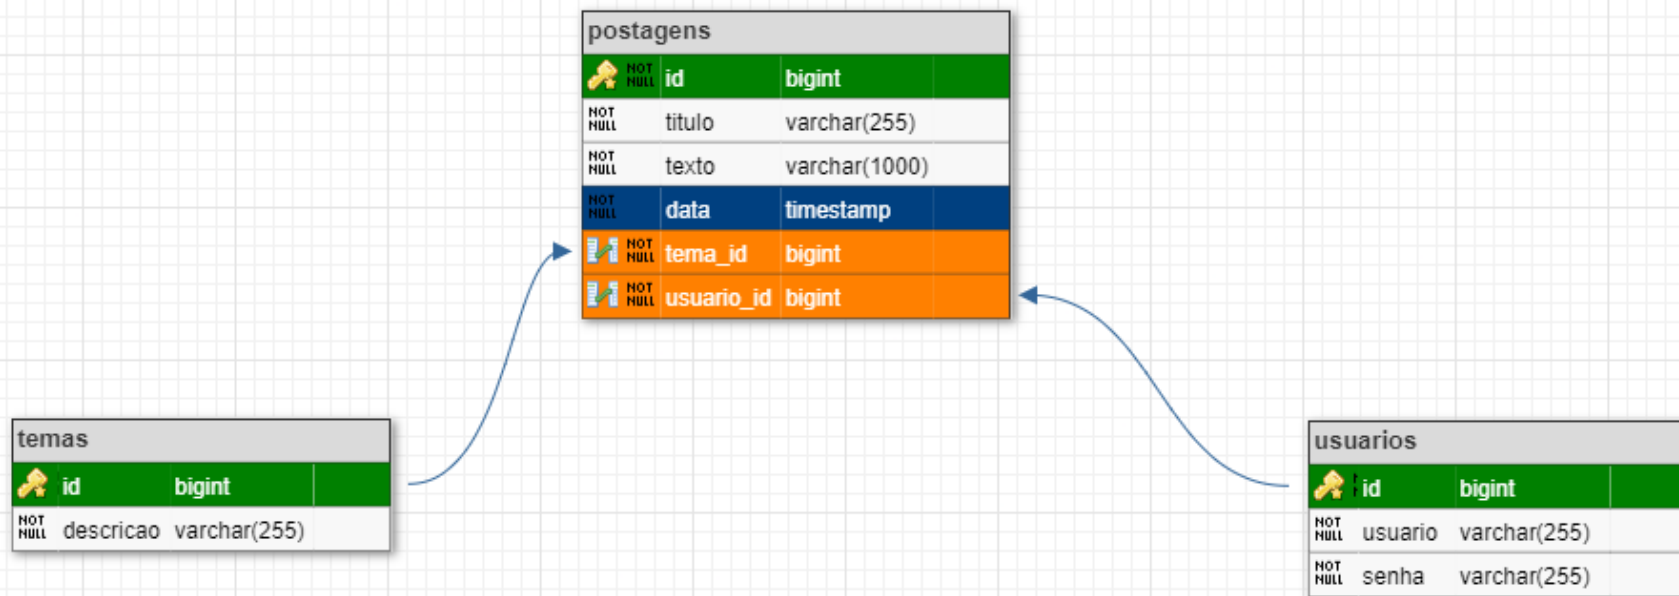 postagens
NOT NULL id bigint
NOT NULL titulo varchar(255)
NOT NULL texto varchar(1000)
NOT NULL data timestamp
NOT NULL tema_id bigint
NOT NULL usuario_id bigint
temas
id bigint
NOT NULL descricao varchar(255)
usuarios
id bigint
NOT NULL usuario varchar(255)
NOT NULL senha varchar(255)